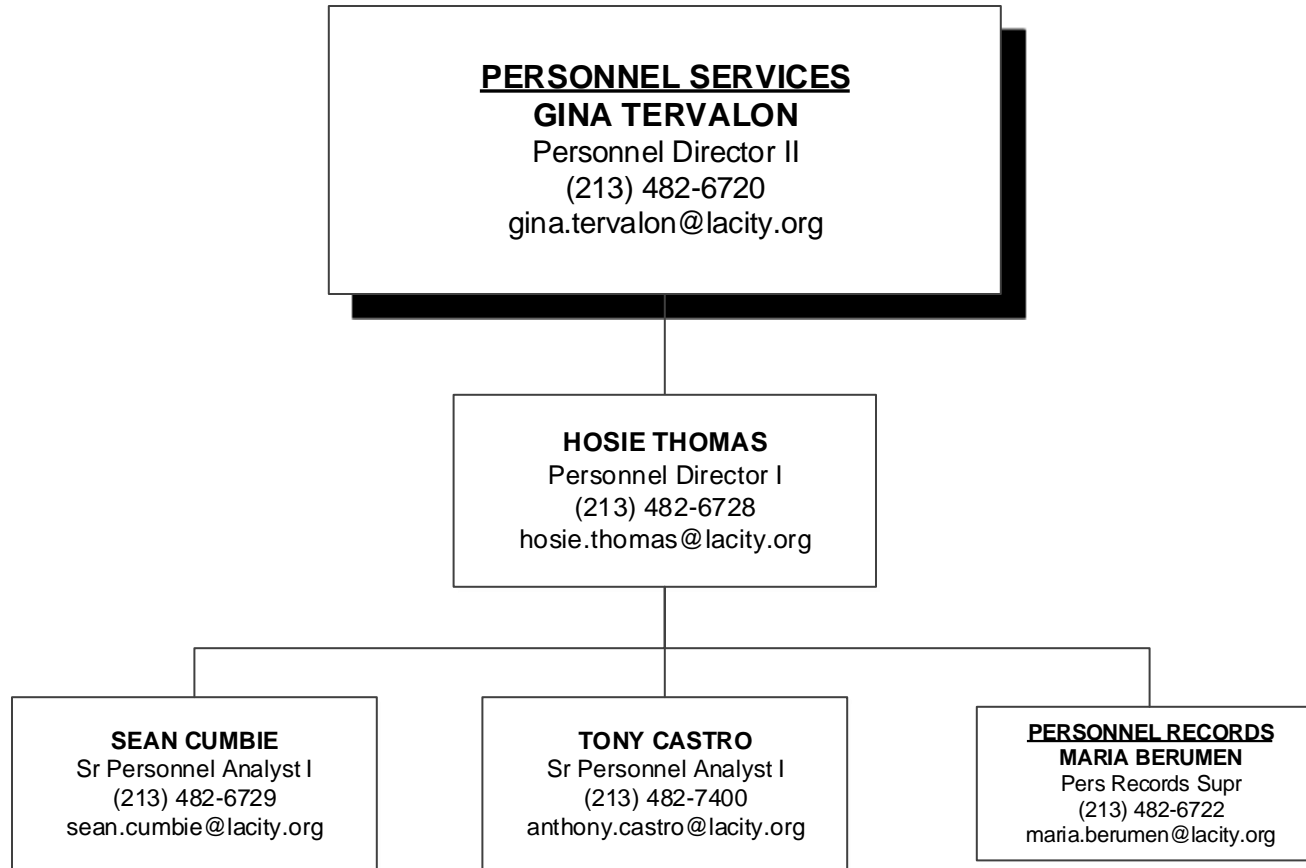 PERSONNEL SERVICES
GINA TERVALON
Personnel Director II
(213) 482-6720
gina.tervalon@lacity.org
HOSIE THOMAS
Personnel Director I
(213) 482-6728
hosie.thomas@lacity.org
SEAN CUMBIE
Sr Personnel Analyst I
(213) 482-6729
sean.cumbie@lacity.org
TONY CASTRO
Sr Personnel Analyst I
(213) 482-7400
anthony.castro@lacity.org
PERSONNEL RECORDS
MARIA BERUMEN
Pers Records Supr
(213) 482-6722
maria.berumen@lacity.org